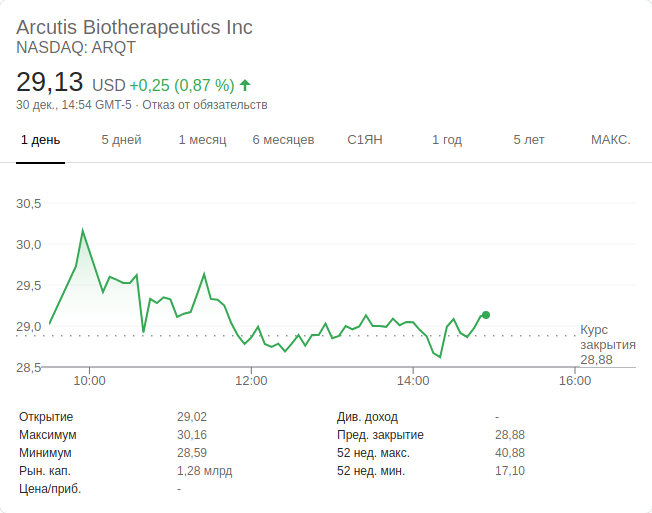 Arcutis Biotherapeutics Inc
NASDAQ: ARQT
29,13 USD +0,25 (0,87 %)
30 дек., 14:54 GMT-5 · Отказ от обязательств
1 день 5 дней 1 месяц 6 месяцев С1ЯН 1 год 5 лет МАКС.
30,5
30,0
29,5
29,0
28,5
Курс
закрытия
28,88
10:00 12:00 14:00 16:00
Открытие 29,02 Див. доход -
Максимум 30,16 Пред. закрытие 28,88
Минимум 28,59 52 нед. макс. 40,88
Рын. кап. 1,28 млрд 52 нед. мин. 17,10
Цена/приб. -